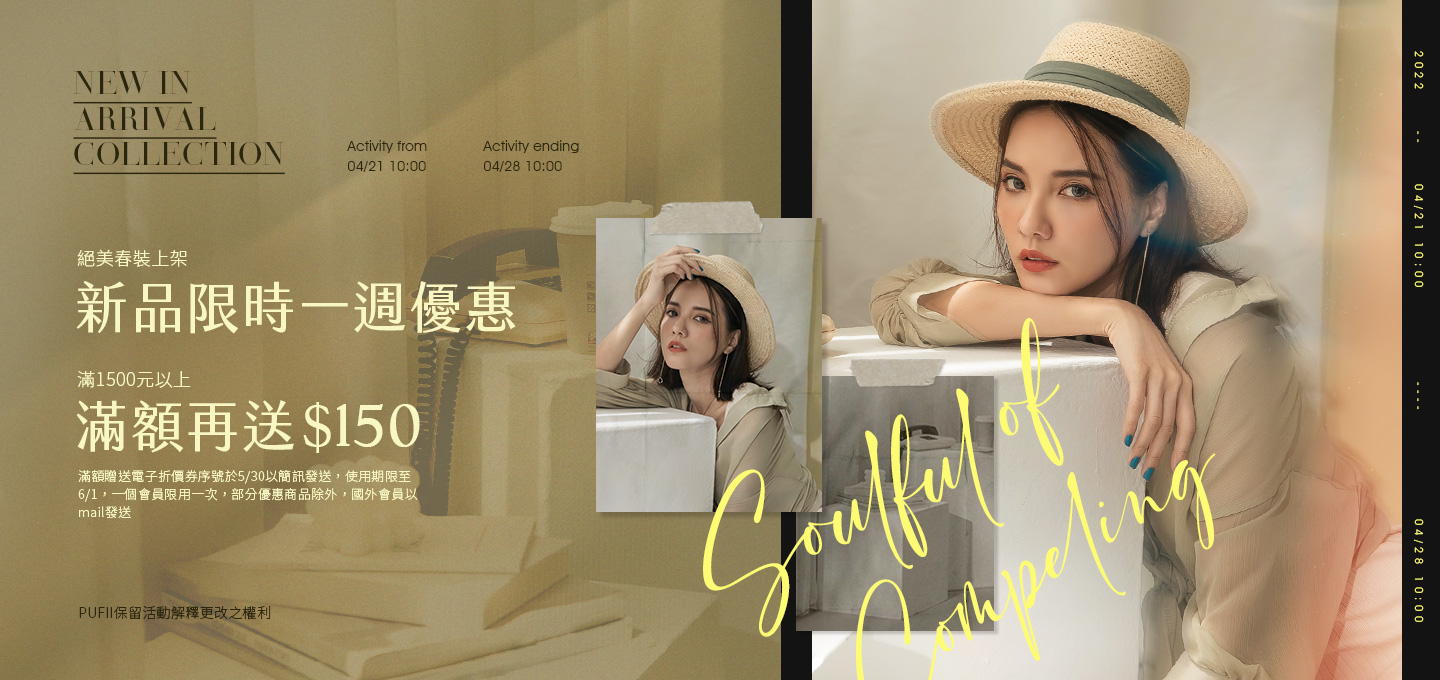 NEW IN
ARRIVAL
COLLECTION
Activity from
04/21 10:00
Activity ending
04/28 10:00
絕美春裝上架
新品限時一週優惠
滿1500元以上
滿額再送$150
滿額贈送電子折價券序號於5/30以簡訊發送，使用期限至
6/1，一個會員限用一次，部分優惠商品除外，國外會員以
mail發送
PUFII保留活動解釋更改之權利
Soulful of
Compeling
2022 -- 04/21 10:00 ---- 04/28 10:00